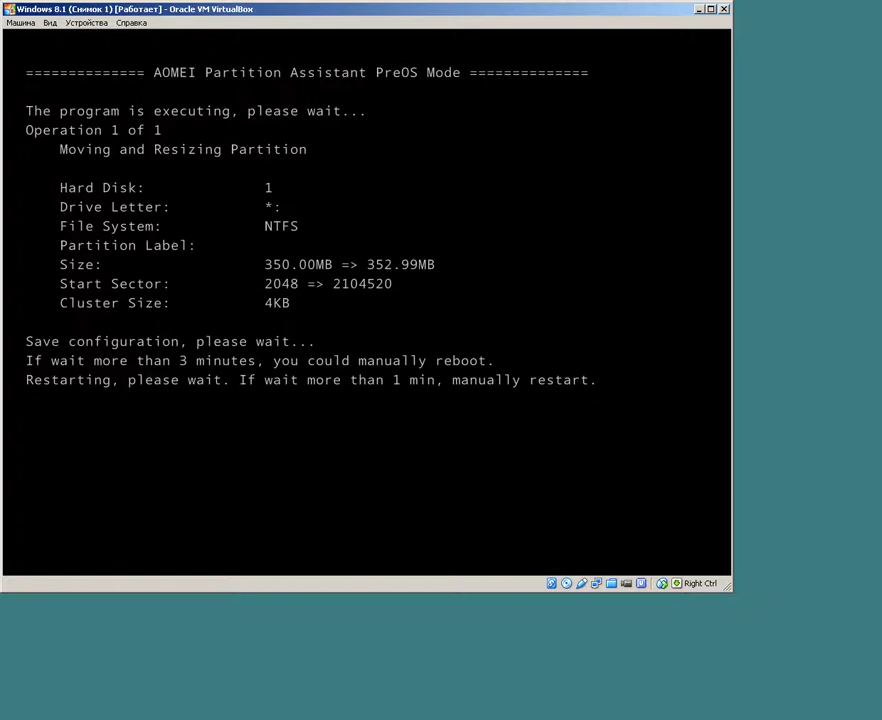 Windows 8.1 (Снимок 1) [Работает] - Oracle VM VirtualBox
Машина Вид Устройства Справка
============== AOMEI Partition Assistant PreOS Mode ==============
The program is executing, please wait...
Operation 1 of 1
Moving and Resizing Partition
Hard Disk: 1
Drive Letter: *:
File System: NTFS
Partition Label:
Size: 350.00MB => 352.99MB
Start Sector: 2048 => 2104520
Cluster Size: 4KB
Save configuration, please wait...
If wait more than 3 minutes, you could manually reboot.
Restarting, please wait. If wait more than 1 min, manually restart.
Right Ctrl